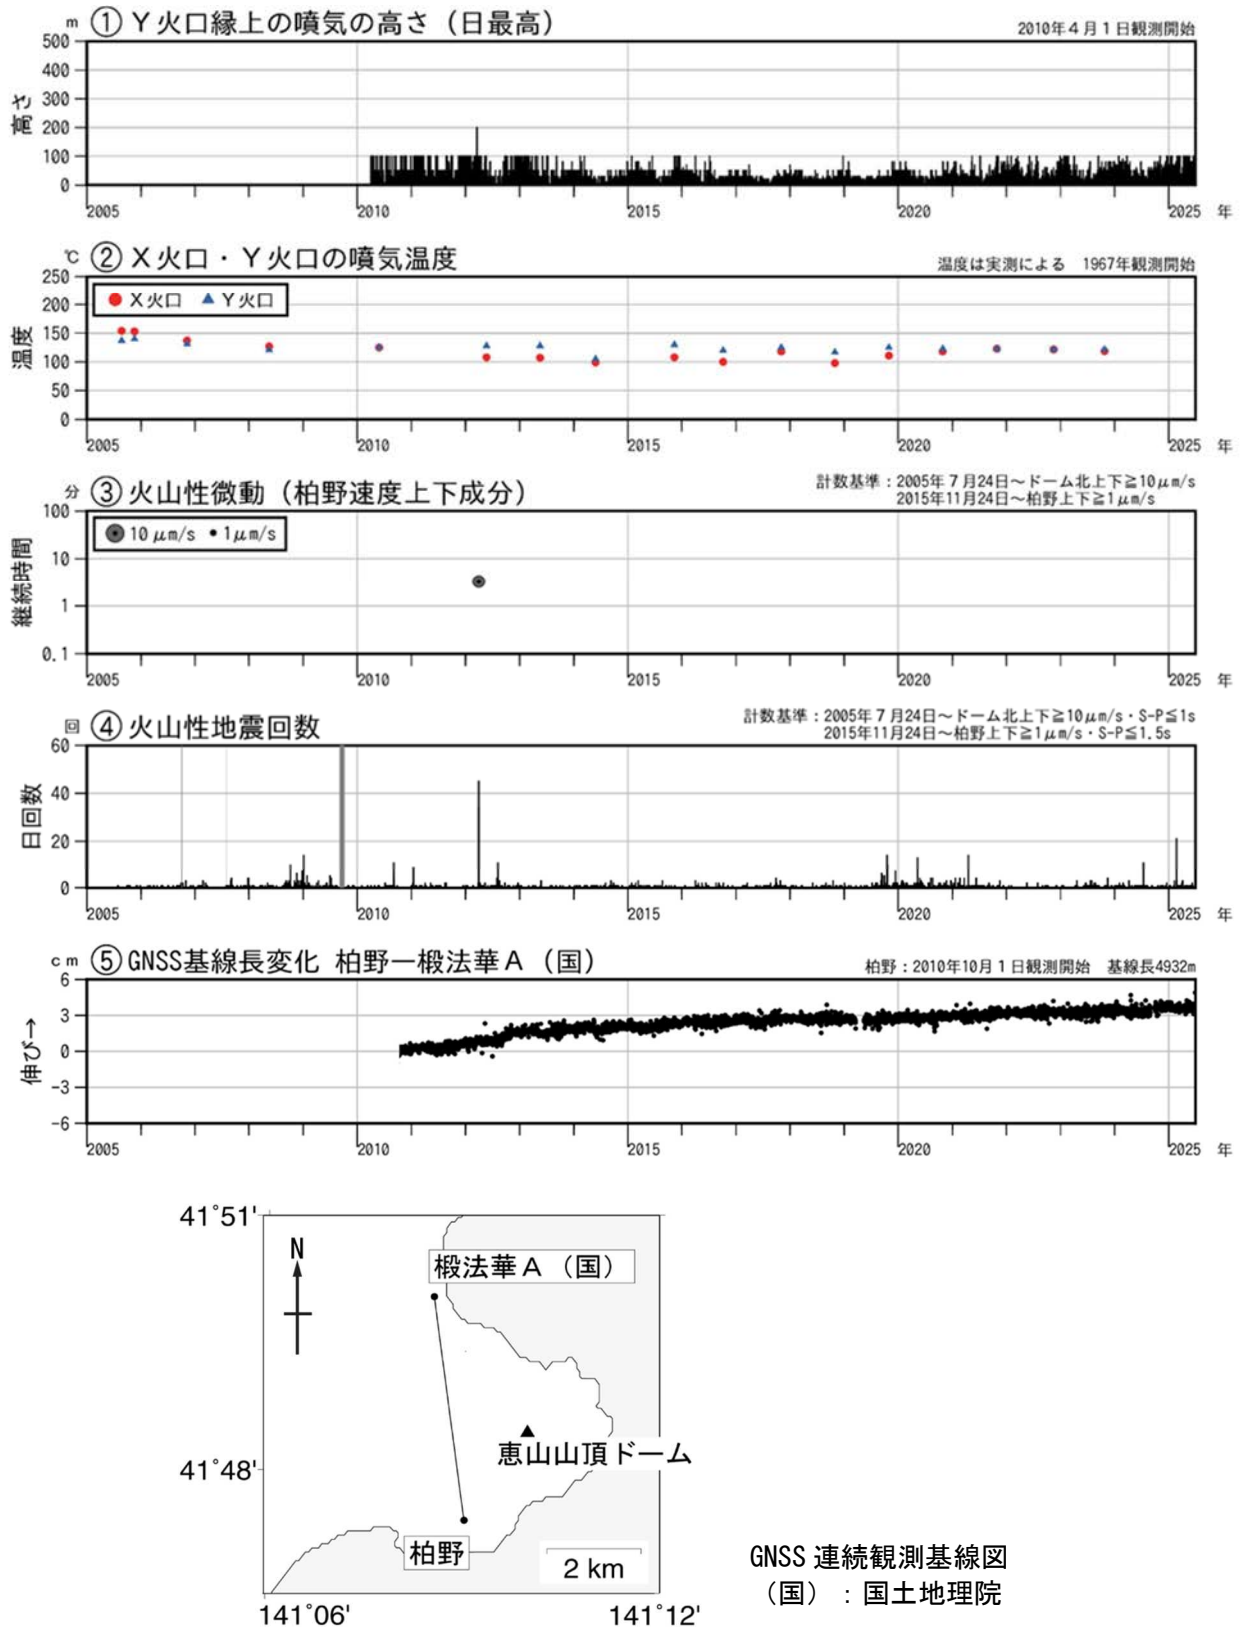 m ① Y火口縁上の噴気の高さ（日最高） 2010年4月1日観測開始
500
400
300
200
100
0
高さ
2005 2010 2015 2020 2025 年
℃ ② X火口・Y火口の噴気温度 温度は実測による 1967年観測開始
250
200
150
100
50
0
温度
X火口 Y火口
2005 2010 2015 2020 2025 年
分 ③ 火山性微動（柏野速度上下成分） 計数基準：2005年7月24日～ドーム北上下≧10μm/s
2015年11月24日～柏野上下≧1μm/s
100
10
1
0.1
継続時間
10μm/s 1μm/s
2005 2010 2015 2020 2025 年
回 ④ 火山性地震回数 計数基準：2005年7月24日～ドーム北上下≧10μm/s・S-P≦1s
2015年11月24日～柏野上下≧1μm/s・S-P≦1.5s
60
40
20
0
日回数
2005 2010 2015 2020 2025 年
cm ⑤ GNSS基線長変化 柏野ー椴法華A（国） 柏野：2010年10月1日観測開始 基線長4932m
6
3
0
-3
-6
伸び→
2005 2010 2015 2020 2025 年
41°51'
N
椴法華A（国）
恵山山頂ドーム
41°48'
柏野
2 km
141°06' 141°12'
GNSS 連続観測基線図
（国）：国土地理院